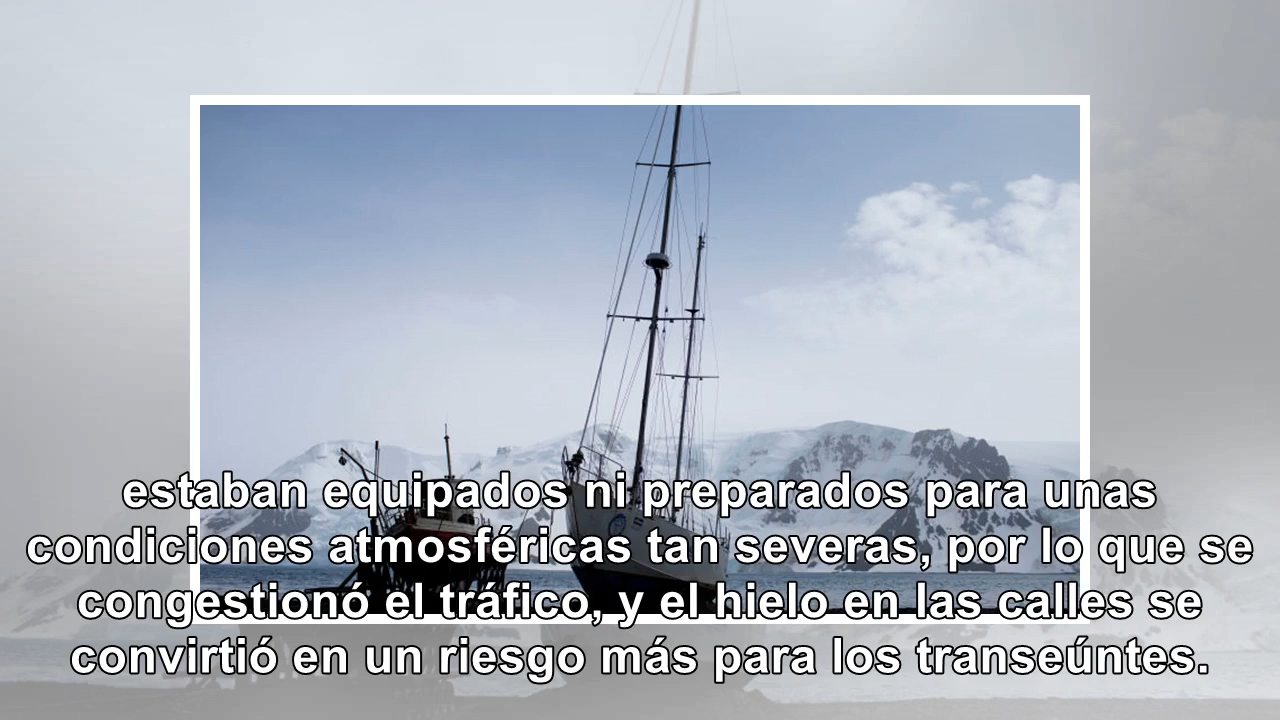 estaban equipados ni preparados para unas
condiciones atmosféricas tan severas, por lo que se
congestionó el tráfico, y el hielo en las calles se
convirtió en un riesgo más para los transeúntes.